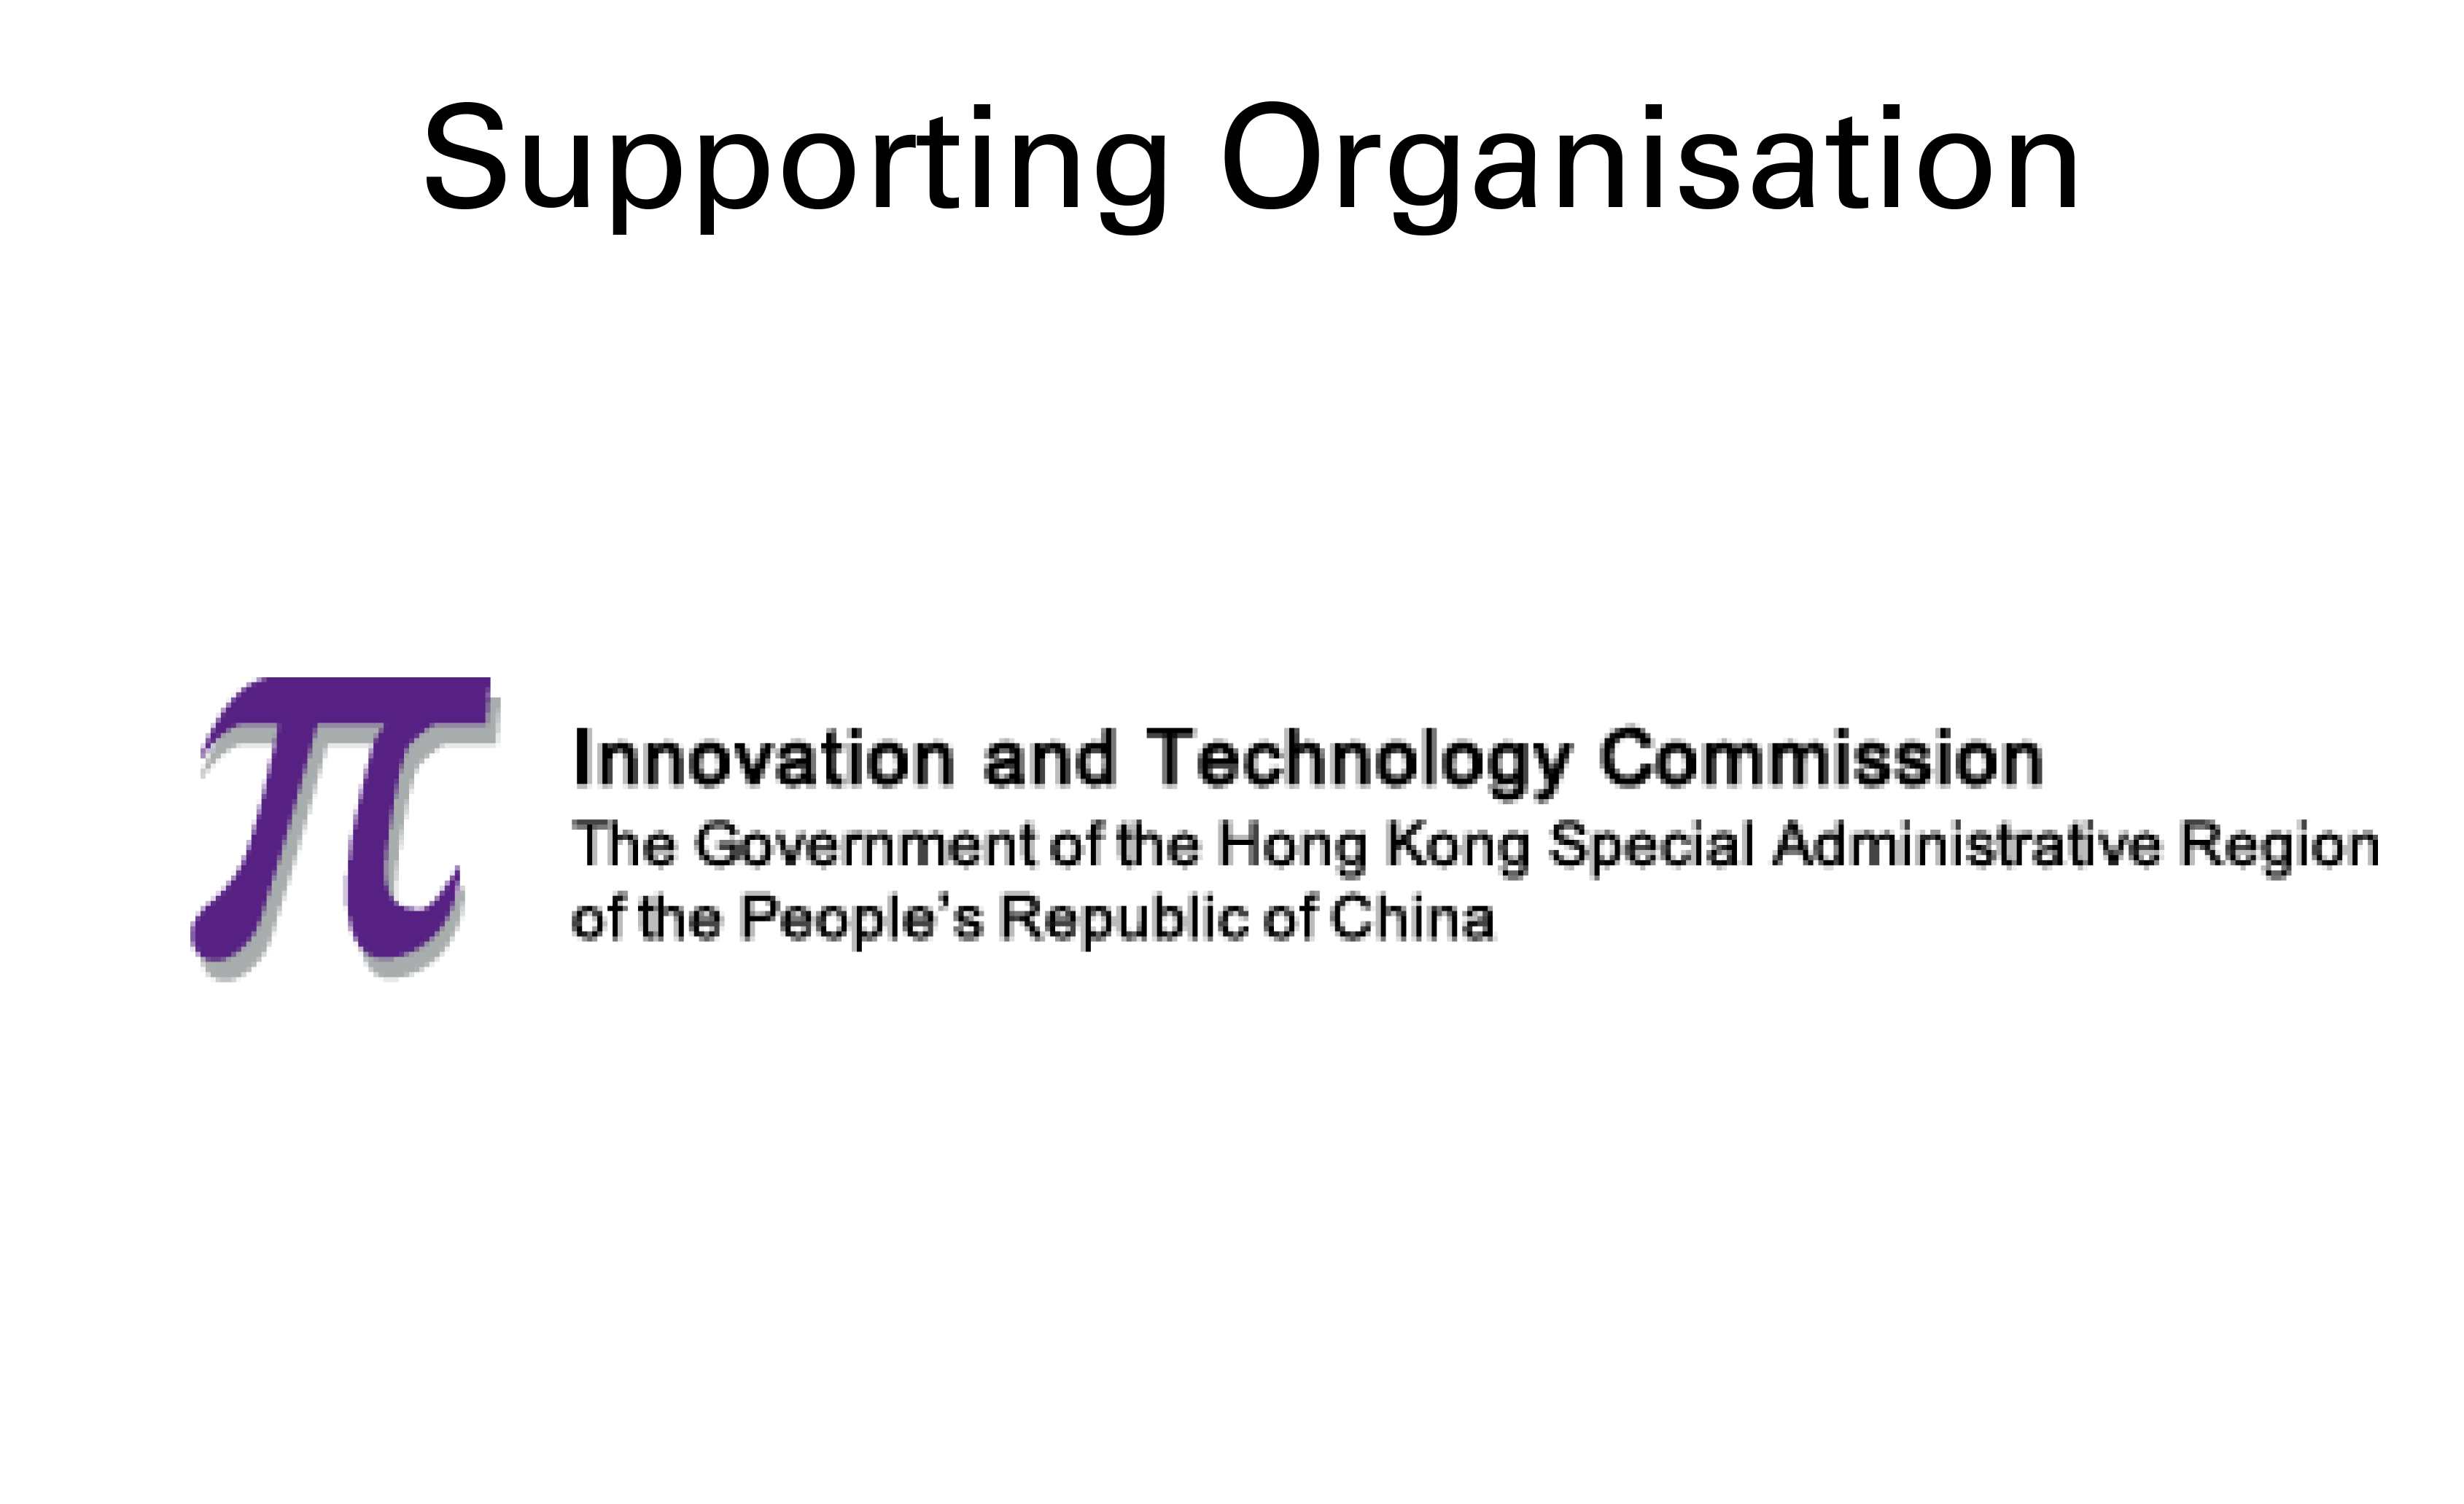 Supporting Organisation
π
Innovation and Technology Commission
The Government of the Hong Kong Special Administrative Region
of the People's Republic of China